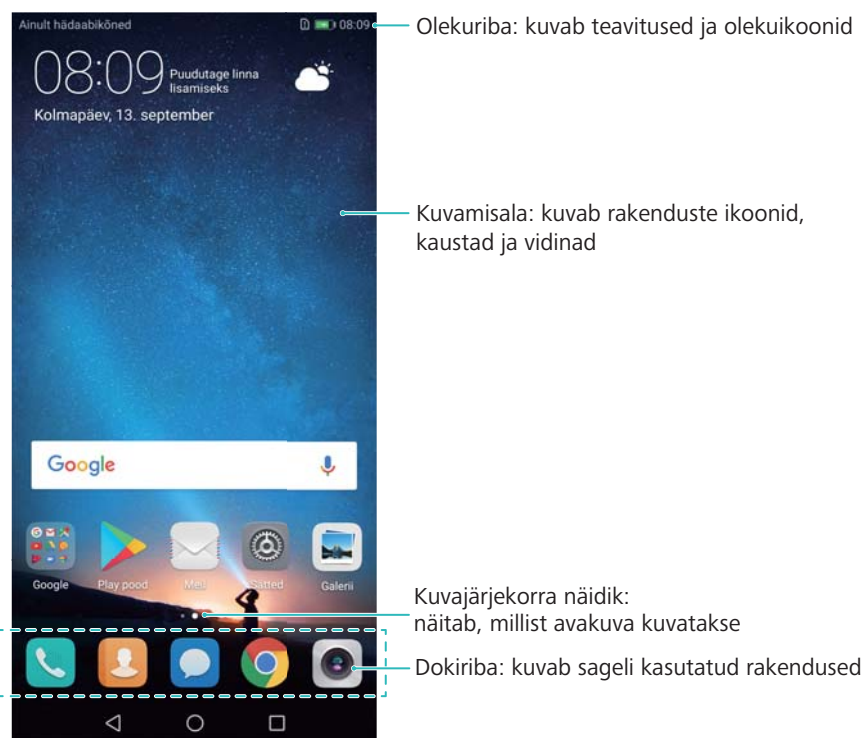 Ainult hädaabikõned
08:09
Olekuriba: kuvab teavitused ja olekuikoonid
08:09
Puudutage linna
lisamiseks
Kolmapäev, 13. september
Kuvamisala: kuvab rakenduste ikoonid,
kaustad ja vidinad
Google
Google
Play pood
Meil
Sätted
Galerii
Kuvajärjekorra näidik:
näitab, millist avakuva kuvatakse
Dokiriba: kuvab sageli kasutatud rakendused